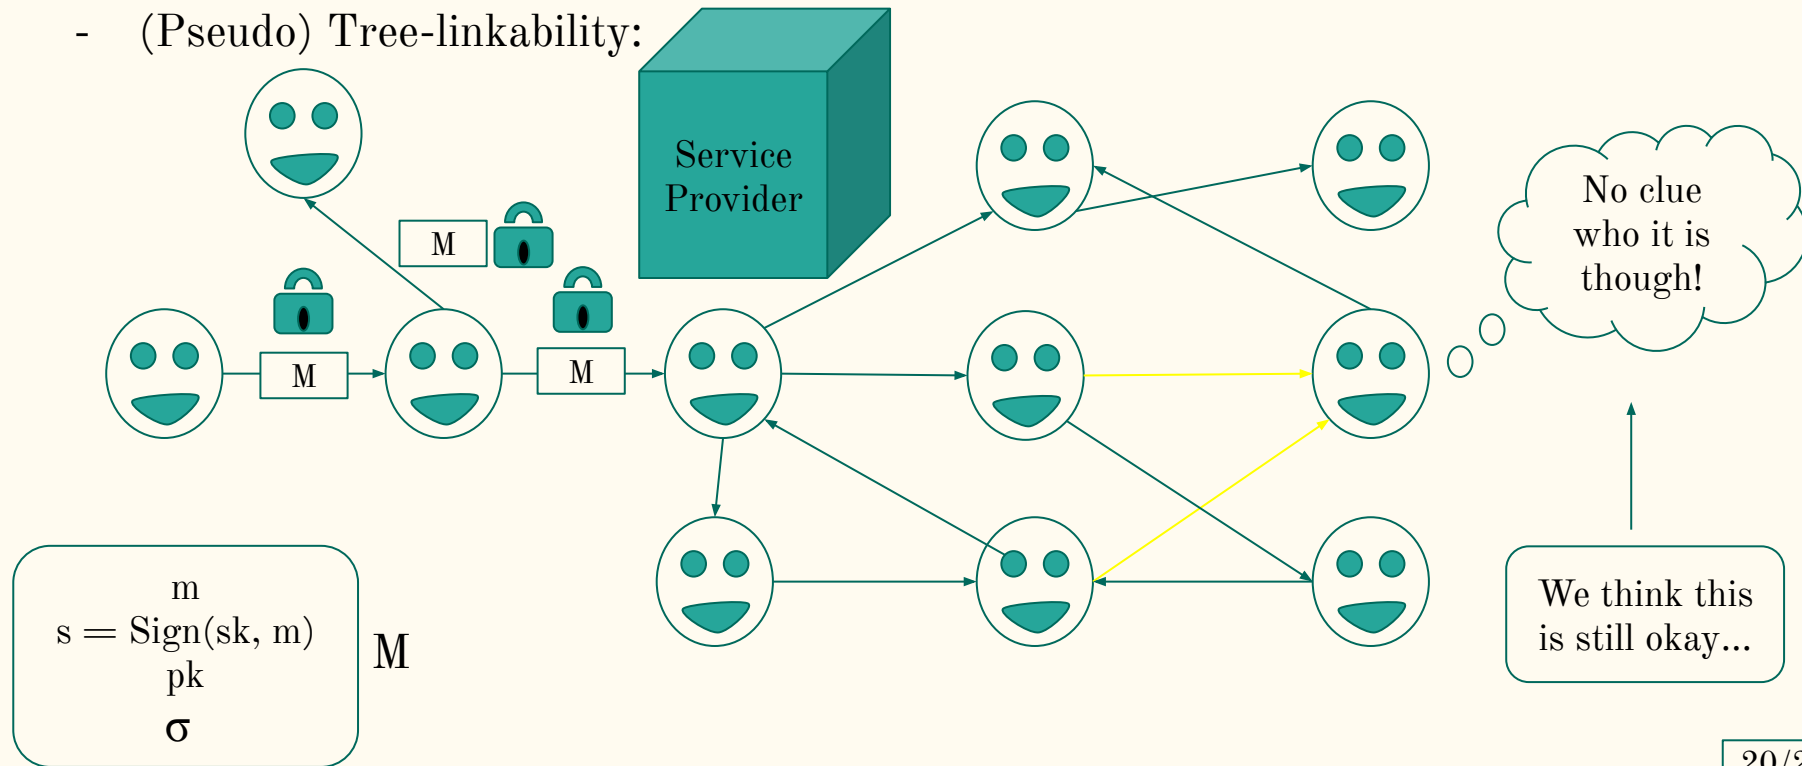 - (Pseudo) Tree-linkability:
Service
Provider
No clue
who it is
though!
M
M
M
m
s = Sign(sk, m)
pk
σ
M
We think this
is still okay...